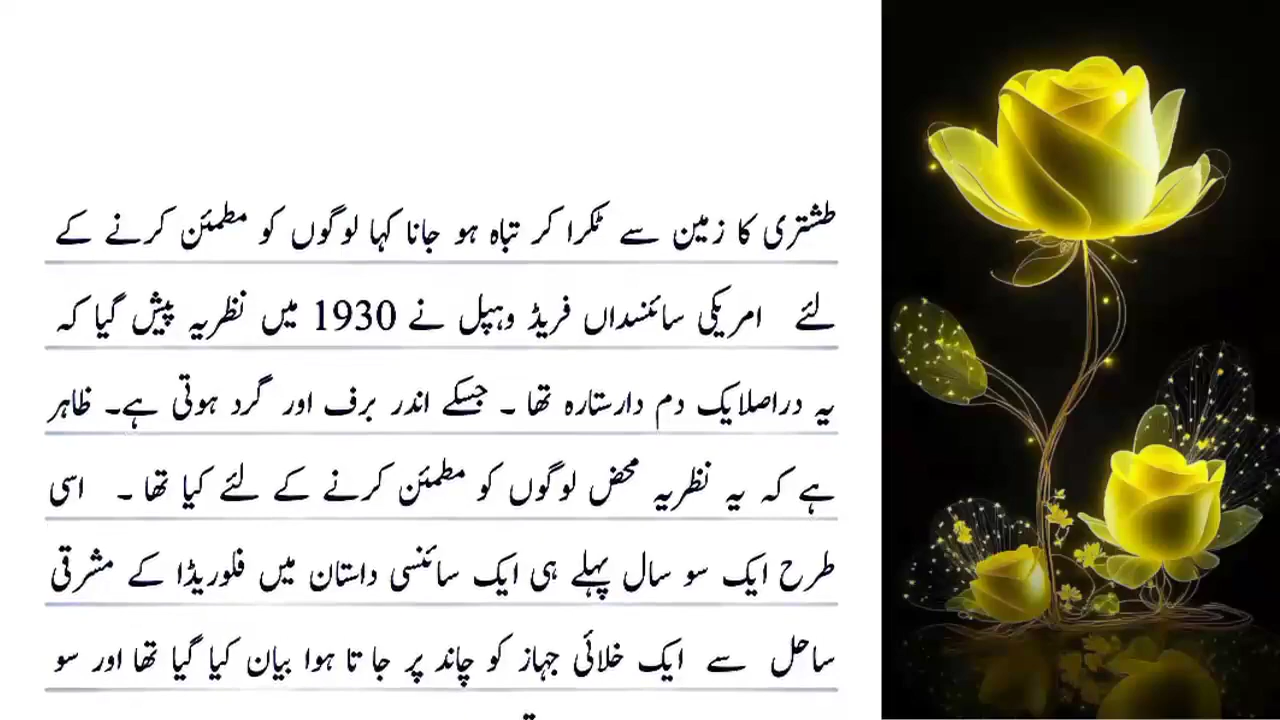 طشتری کا زمین سے ٹکرا کر تباہ ہو جانا کہا لوگوں کو مطمئن کرنے کے
لئے امریکی سائنسداں فریڈ وہپل نے 1930 میں نظریہ پیش گیا کہ
یہ دراصلایک دم دارستارہ تھا ۔ جسکے اندر برف اور گرد ہوتی ہے۔ ظاہر
ہے کہ یہ نظریہ محض لوگوں کو مطمئن کرنے کے لئے کیا تھا ۔ اسی
طرح ایک سو سال پہلے ہی ایک سائنسی داستان میں فلوریڈا کے مشرقی
ساحل سے ایک خلائی جہاز کو چاند پر جا تا ہوا بیان کیا گیا تھا اور سو